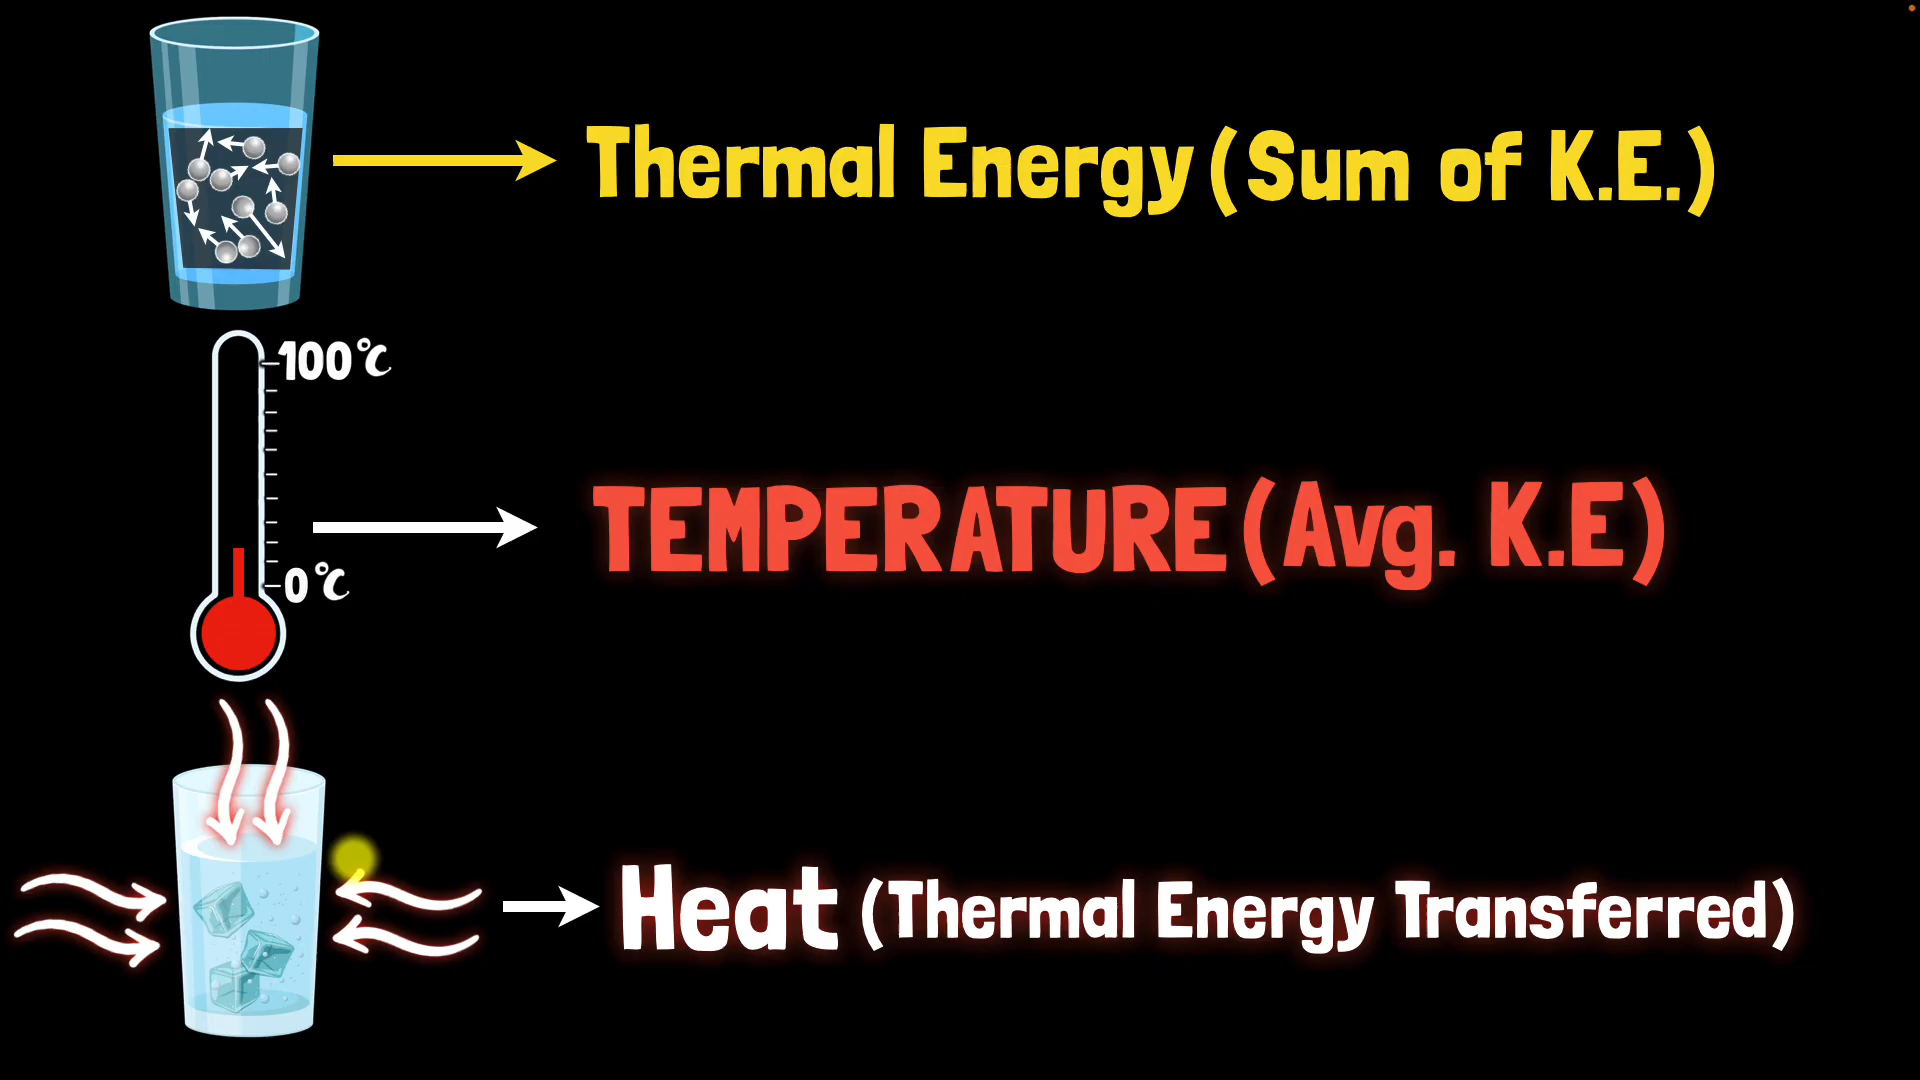 Thermal Energy (Sum of K.E.)
100°C
TEMPERATURE (Avg. K.E)
0°C
Heat (Thermal Energy Transferred)